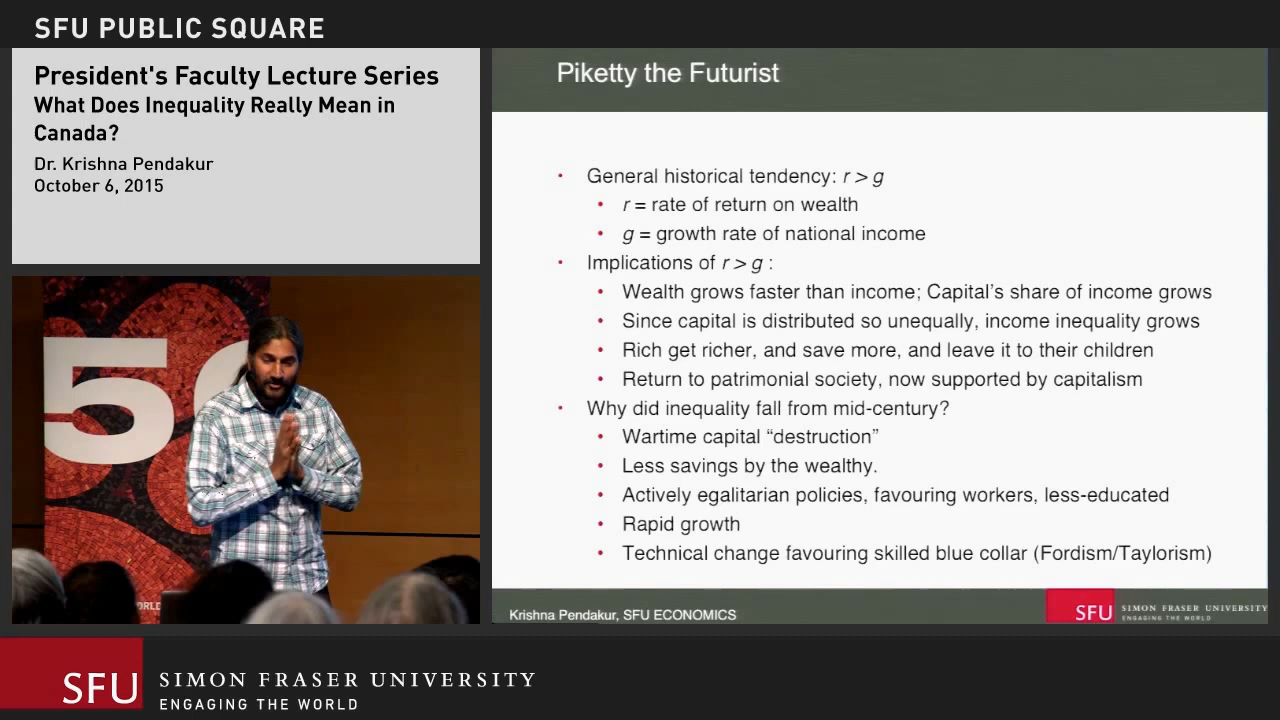 SFU PUBLIC SQUARE
President's Faculty Lecture Series
What Does Inequality Really Mean in
Canada?
Dr. Krishna Pendakur
October 6, 2015
Piketty the Futurist
• General historical tendency: r > g
• r = rate of return on wealth
• g = growth rate of national income
• Implications of r > g :
• Wealth grows faster than income; Capital's share of income grows
• Since capital is distributed so unequally, income inequality grows
• Rich get richer, and save more, and leave it to their children
• Return to patrimonial society, now supported by capitalism
• Why did inequality fall from mid-century?
• Wartime capital “destruction”
• Less savings by the wealthy.
• Actively egalitarian policies, favouring workers, less-educated
• Rapid growth
• Technical change favouring skilled blue collar (Fordism/Taylorism)
Krishna Pendakur, SFU ECONOMICS
SFU
SIMON FRASER UNIVERSITY
ENGAGING THE WORLD
5
SFU
SIMON FRASER UNIVERSITY
ENGAGING THE WORLD